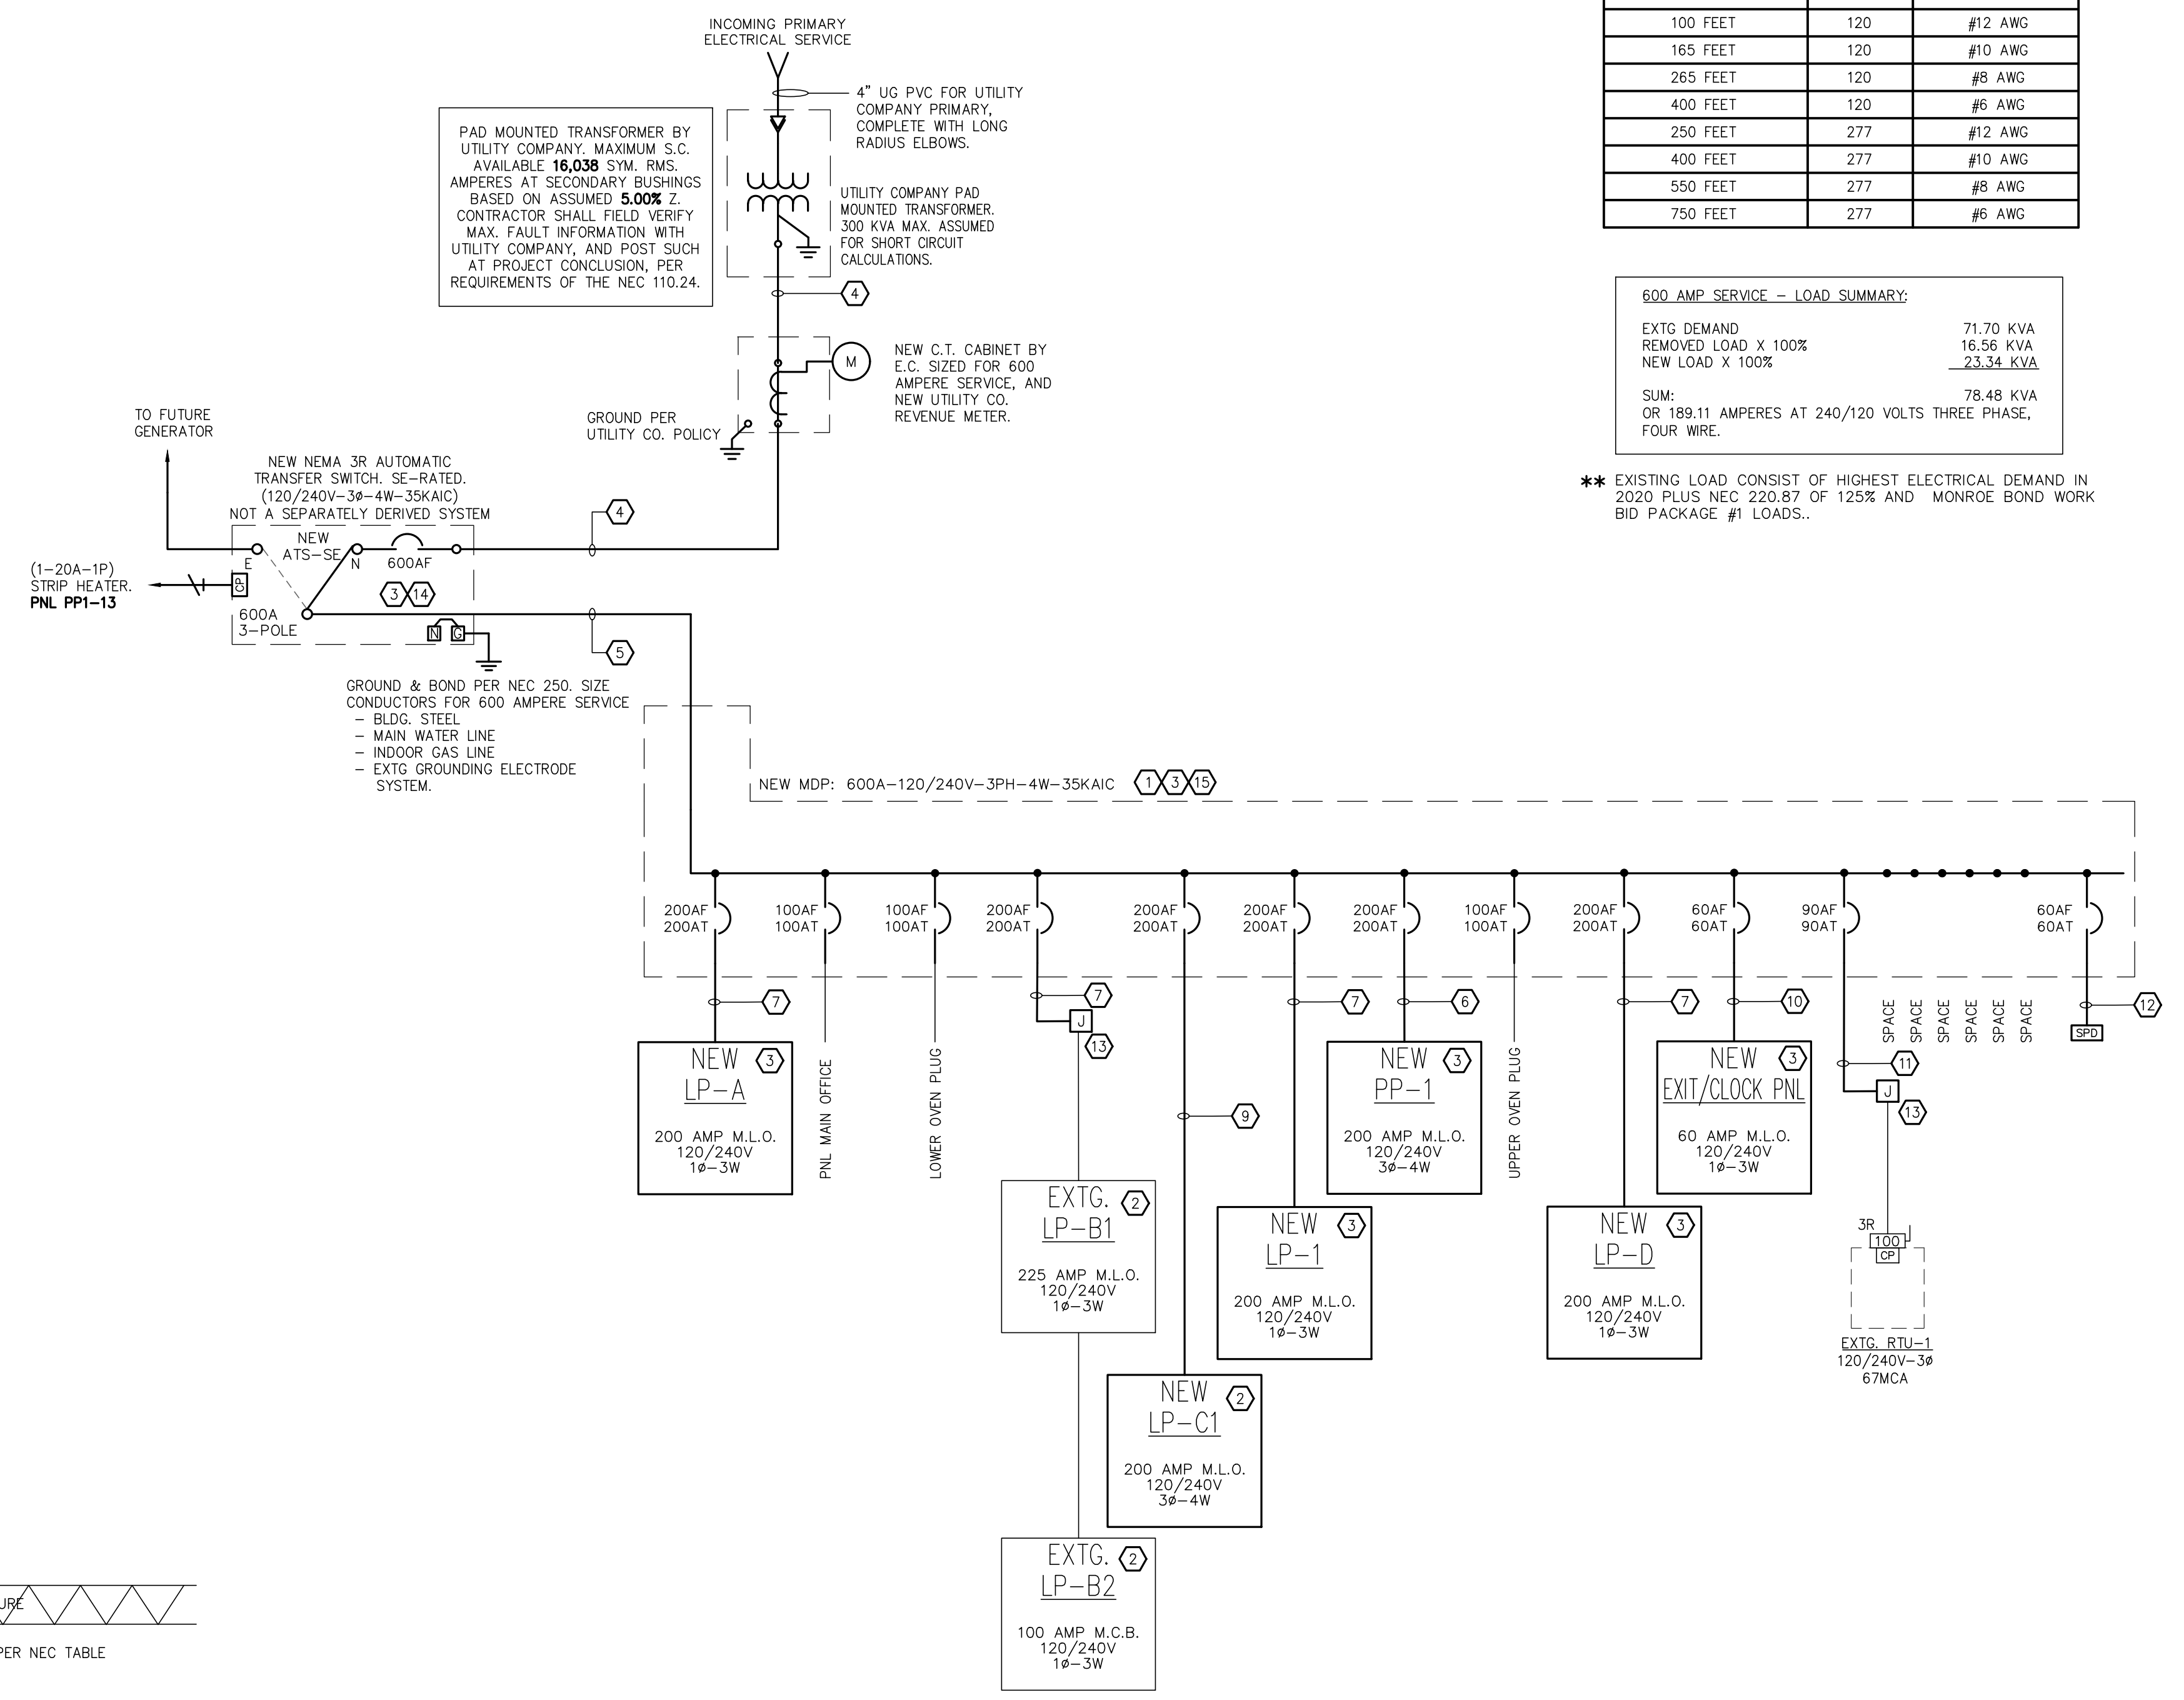 INCOMING PRIMARY
ELECTRICAL SERVICE
4" UG PVC FOR UTILITY
COMPANY PRIMARY,
COMPLETE WITH LONG
RADIUS ELBOWS.
PAD MOUNTED TRANSFORMER BY
UTILITY COMPANY. MAXIMUM S.C.
AVAILABLE 16,038 SYM. RMS.
AMPERES AT SECONDARY BUSHINGS
BASED ON ASSUMED 5.00% Z.
CONTRACTOR SHALL FIELD VERIFY
MAX. FAULT INFORMATION WITH
UTILITY COMPANY, AND POST SUCH
AT PROJECT CONCLUSION, PER
REQUIREMENTS OF THE NEC 110.24.
UTILITY COMPANY PAD
MOUNTED TRANSFORMER.
300 KVA MAX. ASSUMED
FOR SHORT CIRCUIT
CALCULATIONS.
4
M
NEW C.T. CABINET BY
E.C. SIZED FOR 600
AMPERE SERVICE, AND
NEW UTILITY CO.
REVENUE METER.
GROUND PER
UTILITY CO. POLICY
100 FEET 120 #12 AWG
165 FEET 120 #10 AWG
265 FEET 120 #8 AWG
400 FEET 120 #6 AWG
250 FEET 277 #12 AWG
400 FEET 277 #10 AWG
550 FEET 277 #8 AWG
750 FEET 277 #6 AWG
600 AMP SERVICE – LOAD SUMMARY:
EXTG DEMAND 71.70 KVA
REMOVED LOAD X 100% 16.56 KVA
NEW LOAD X 100% 23.34 KVA
SUM: 78.48 KVA
OR 189.11 AMPERES AT 240/120 VOLTS THREE PHASE,
FOUR WIRE.
** EXISTING LOAD CONSIST OF HIGHEST ELECTRICAL DEMAND IN
2020 PLUS NEC 220.87 OF 125% AND MONROE BOND WORK
BID PACKAGE #1 LOADS..
TO FUTURE
GENERATOR
NEW NEMA 3R AUTOMATIC
TRANSFER SWITCH. SE-RATED.
(120/240V-3ø-4W-35KAIC)
NOT A SEPARATELY DERIVED SYSTEM
4
NEW
ATS-SE
E
N
600AF
CP
3 14
(1-20A-1P)
STRIP HEATER.
PNL PP1-13
600A
3-POLE
N G
5
GROUND & BOND PER NEC 250. SIZE
CONDUCTORS FOR 600 AMPERE SERVICE
– BLDG. STEEL
– MAIN WATER LINE
– INDOOR GAS LINE
– EXTG GROUNDING ELECTRODE
SYSTEM.
NEW MDP: 600A-120/240V-3PH-4W-35KAIC 1 3 15
200AF 100AF 100AF 200AF 200AF 200AF 200AF 100AF 200AF 60AF 90AF 60AF
200AT 100AT 100AT 200AT 200AT 200AT 200AT 100AT 200AT 60AT 90AT 60AT
7 7 7 6 7 10 12
J
13
SPACE SPACE SPACE SPACE SPACE SPACE
SPD
NEW 3
LP-A
200 AMP M.L.O.
120/240V
1ø-3W
PNL MAIN OFFICE
LOWER OVEN PLUG
9
NEW 3
PP-1
200 AMP M.L.O.
120/240V
3ø-4W
UPPER OVEN PLUG
NEW 3
EXIT/CLOCK PNL
60 AMP M.L.O.
120/240V
1ø-3W
11
J
13
EXTG. 2
LP-B1
225 AMP M.L.O.
120/240V
1ø-3W
NEW 3
LP-1
200 AMP M.L.O.
120/240V
1ø-3W
NEW 3
LP-D
200 AMP M.L.O.
120/240V
1ø-3W
3R
100
CP
EXTG. RTU-1
120/240V-3ø
67MCA
NEW 2
LP-C1
200 AMP M.L.O.
120/240V
3ø-4W
EXTG. 2
LP-B2
100 AMP M.C.B.
120/240V
1ø-3W
URE
PER NEC TABLE